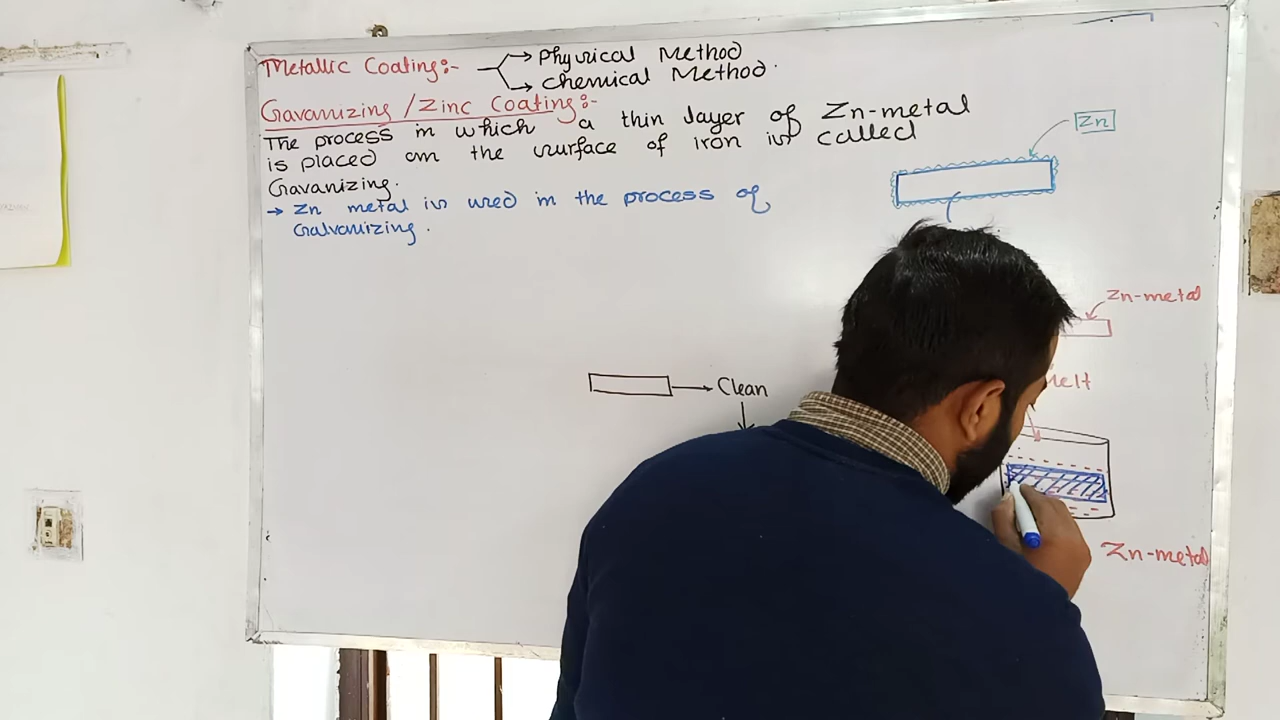 Metallic Coating:-
Physical Method
Chemical Method.
Gavanizing/Zinc Coating:-
The process in which a thin layer of Zn-metal
is placed on the surface of iron is called
Gavanizing.
→ Zn metal is used in the process of
Galvanizing.
Zn
Zn-metal
Clean
Zn-metal